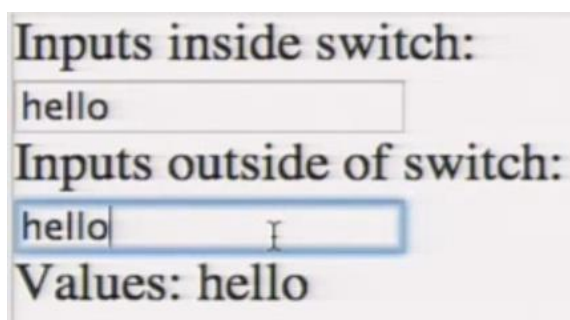 Inputs inside switch:
hello
Inputs outside of switch:
hello
Values: hello